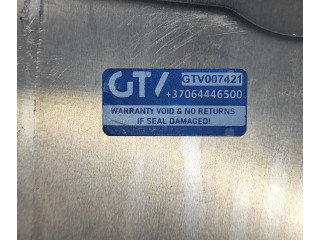 GTV GTV007421
+37064446500
WARRANTY VOID & NO RETURNS
IF SEAL DAMAGED!